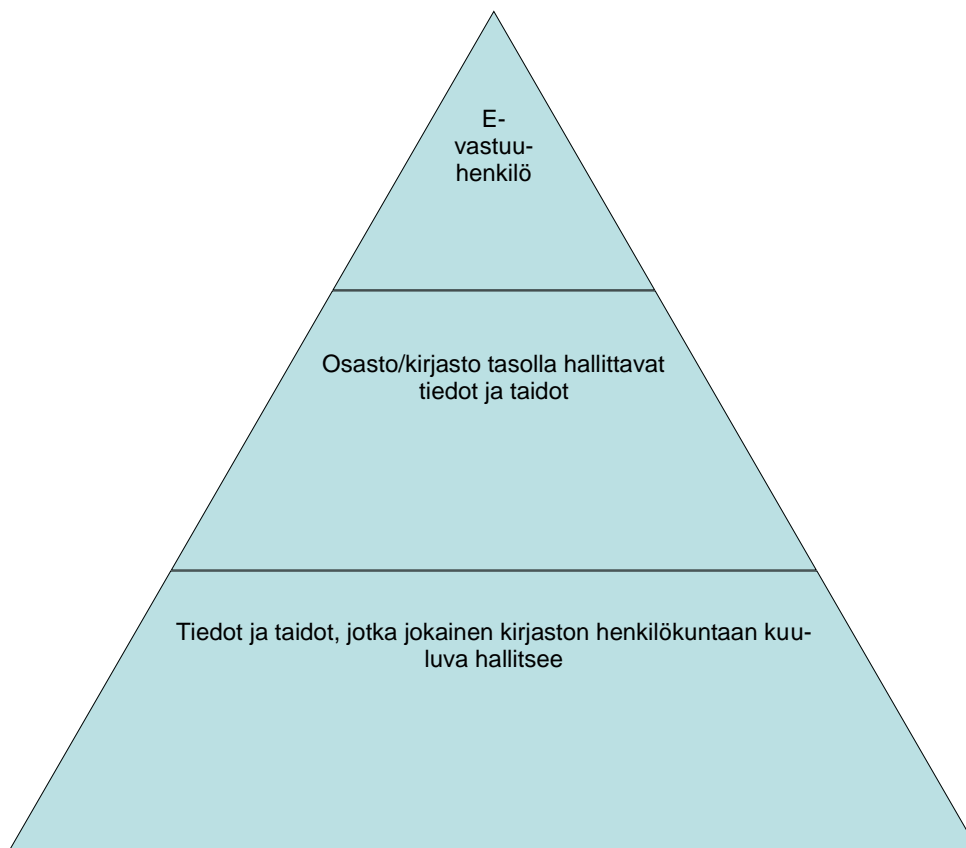 E-
vastuu-
henkilö
Osasto/kirjasto tasolla hallittavat
tiedot ja taidot
Tiedot ja taidot, jotka jokainen kirjaston henkilökuntaan kuu-
luva hallitsee